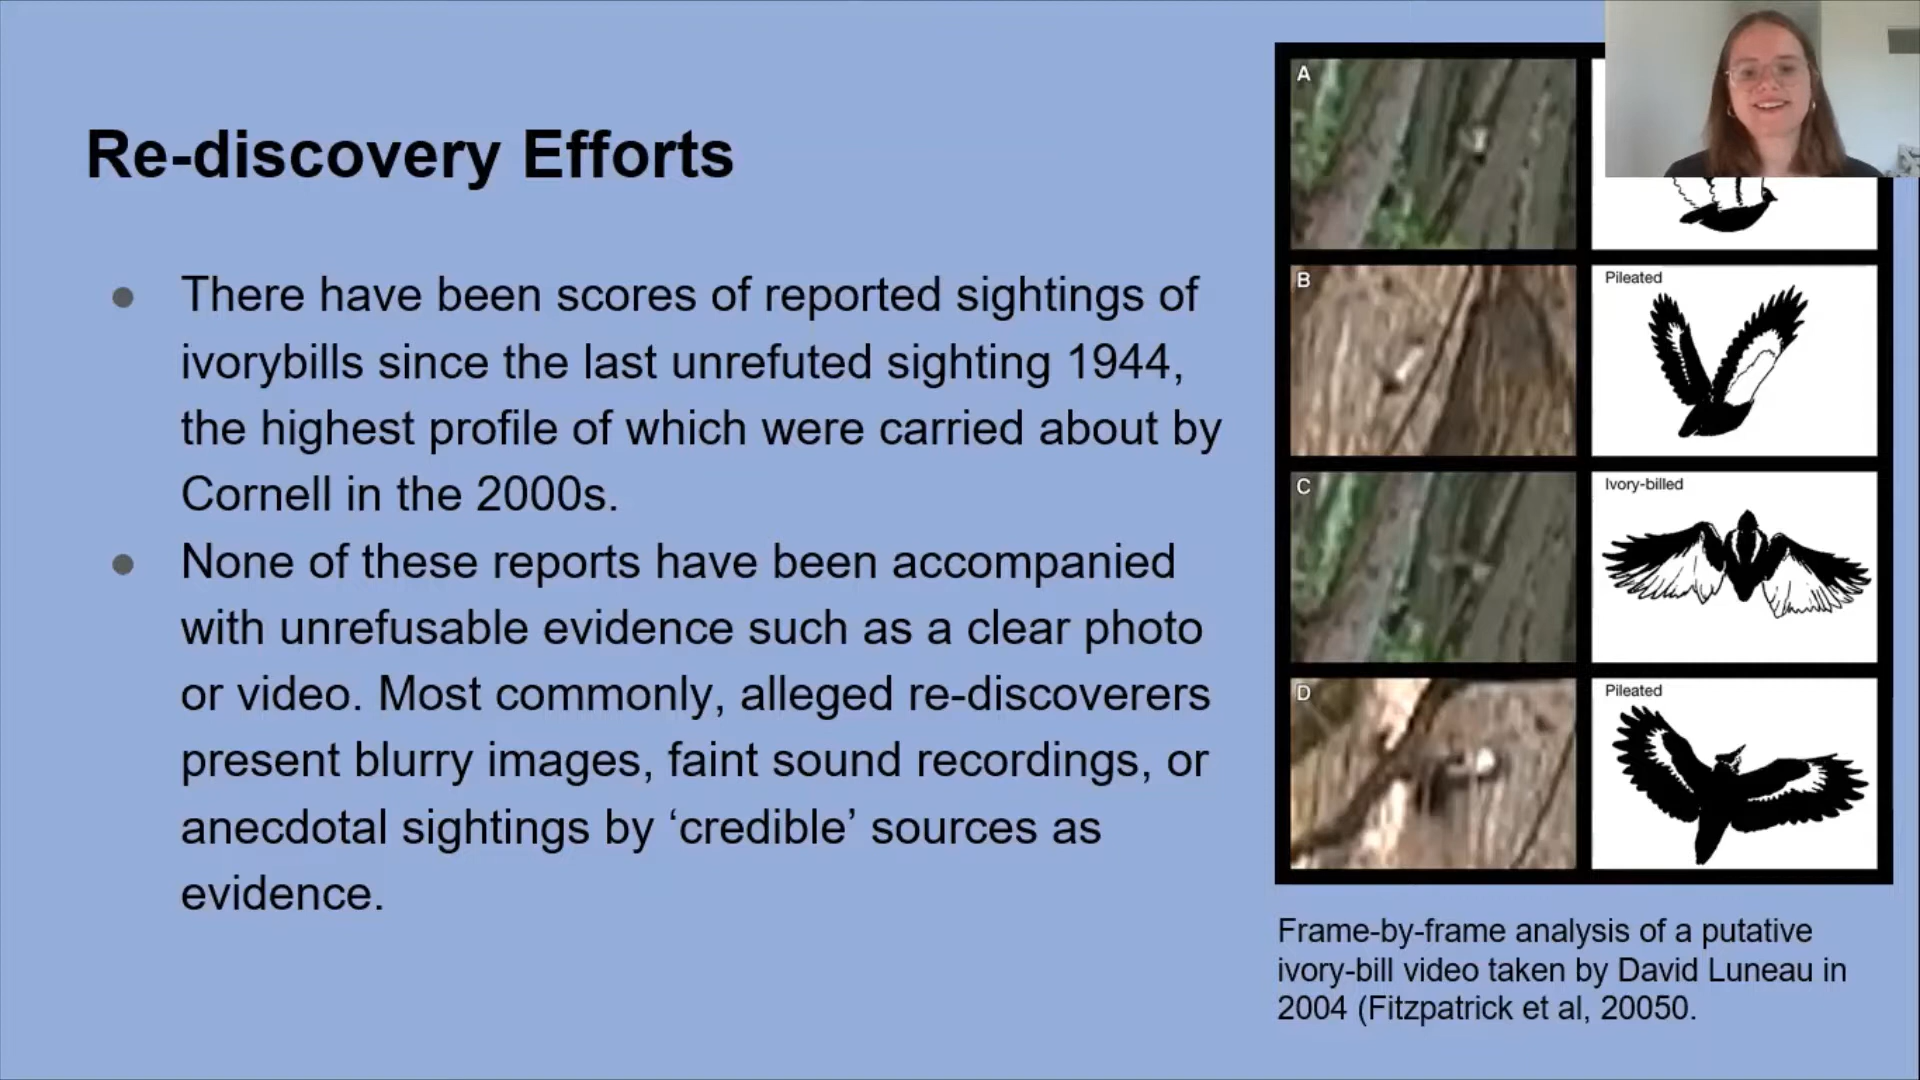 Re-discovery Efforts
There have been scores of reported sightings of
ivorybills since the last unrefuted sighting 1944,
the highest profile of which were carried about by
Cornell in the 2000s.
None of these reports have been accompanied
with unrefusable evidence such as a clear photo
or video. Most commonly, alleged re-discoverers
present blurry images, faint sound recordings, or
anecdotal sightings by ‘credible’ sources as
evidence.
A
B
Pileated
C
Ivory-billed
D
Pileated
Frame-by-frame analysis of a putative
ivory-bill video taken by David Luneau in
2004 (Fitzpatrick et al, 20050.